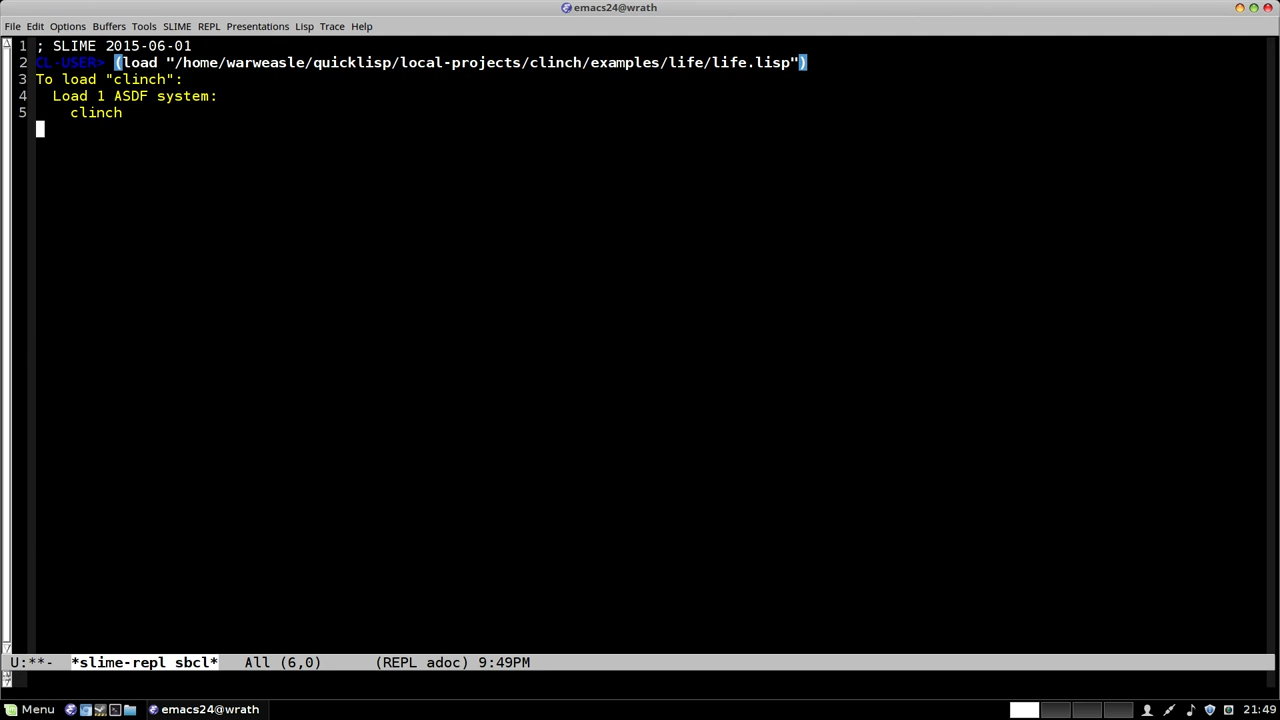 emacs24@wrath
File Edit Options Buffers Tools SLIME REPL Presentations Lisp Trace Help
1 ; SLIME 2015-06-01
2 CL-USER> (load "/home/warweasle/quicklisp/local-projects/clinch/examples/life/life.lisp")
3 To load "clinch":
4   Load 1 ASDF system:
5     clinch
U:**- *slime-repl sbcl* All (6,0) (REPL adoc) 9:49PM
Menu emacs24@wrath 21:49